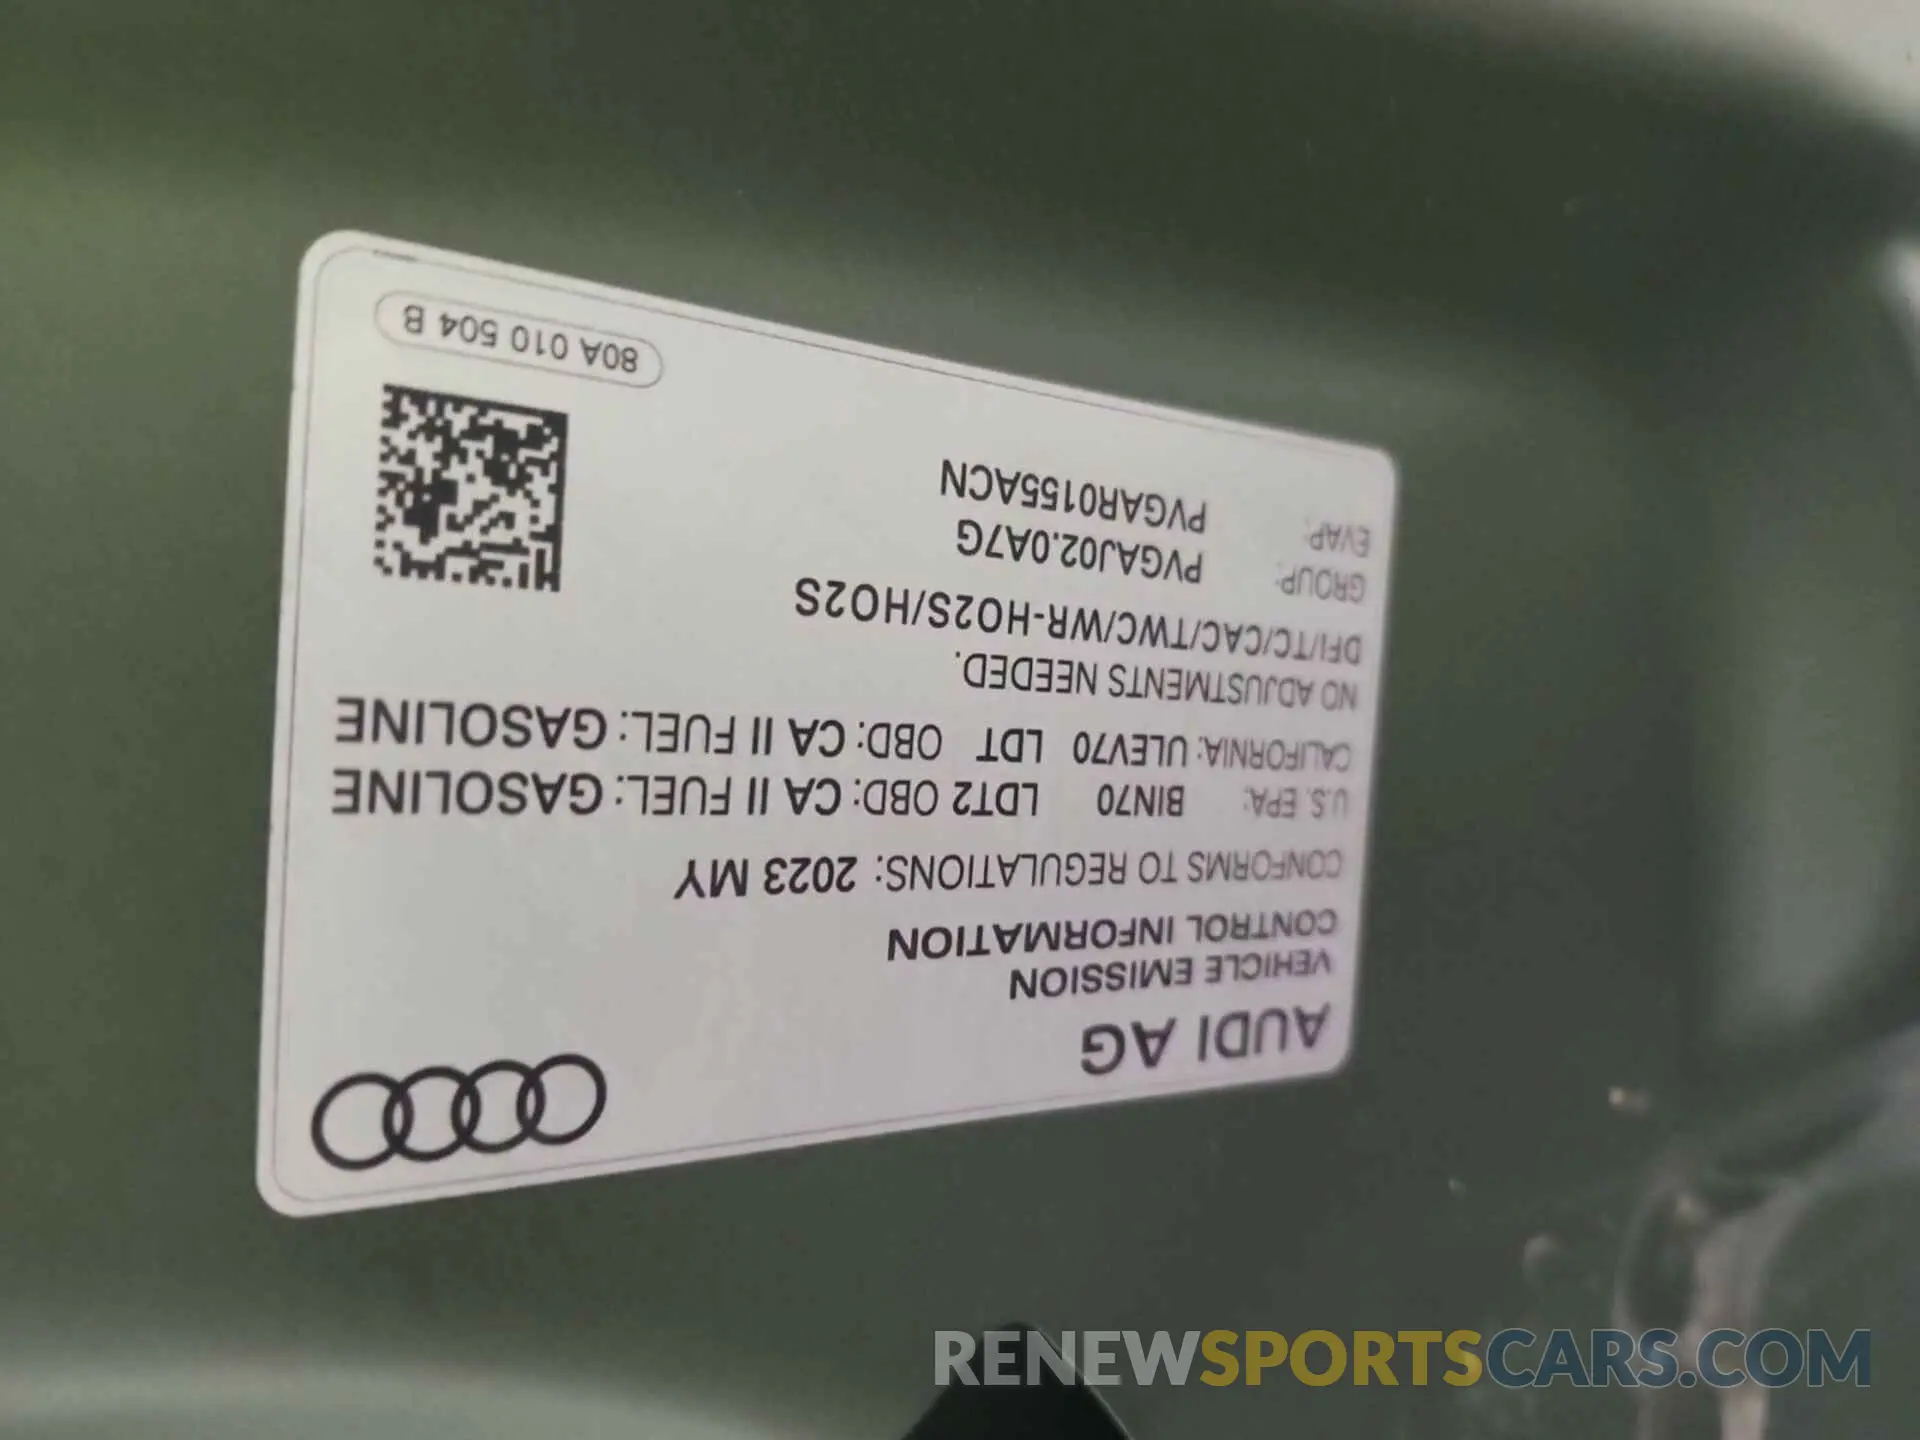 AUDI AG
VEHICLE EMISSION
CONTROL INFORMATION
CONFORMS TO REGULATIONS: 2023 MY
U.S. EPA: BIN70 LDT2 OBD: CA II FUEL: GASOLINE
CALIFORNIA: ULEV70 LDT OBD: CA II FUEL: GASOLINE
NO ADJUSTMENTS NEEDED.
DFI/TC/CAC/TWC/WR-HO2S/HO2S
GROUP: PVGAJ02.0A7G
EVAP: PVGAR0155ACN
80A 010 504 B
RENEWSPORTSCARS.COM